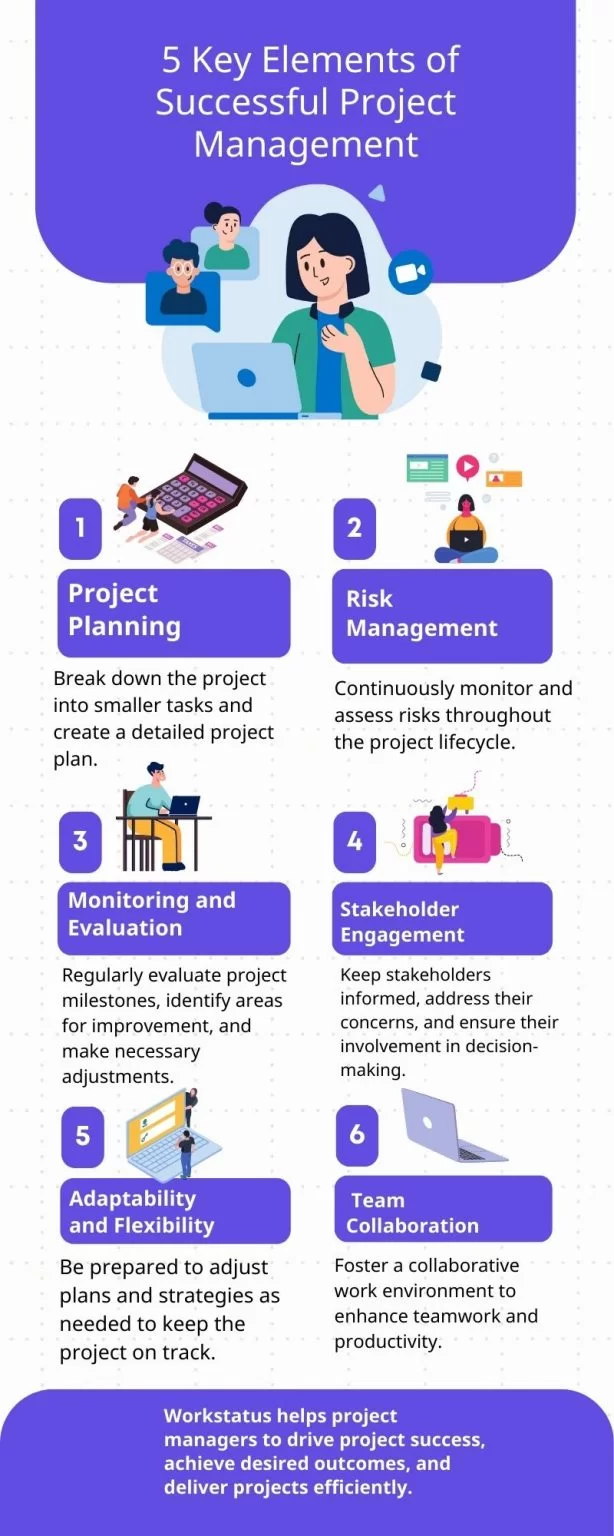 5 Key Elements of
Successful Project
Management
1
Project
Planning
Break down the project
into smaller tasks and
create a detailed project
plan.
2
Risk
Management
Continuously monitor and
assess risks throughout
the project lifecycle.
3
Monitoring and
Evaluation
Regularly evaluate project
milestones, identify areas
for improvement, and
make necessary
adjustments.
4
Stakeholder
Engagement
Keep stakeholders
informed, address their
concerns, and ensure their
involvement in decision-
making.
5
Adaptability
and Flexibility
Be prepared to adjust
plans and strategies as
needed to keep the
project on track.
6
Team
Collaboration
Foster a collaborative
work environment to
enhance teamwork and
productivity.
Workstatus helps project
managers to drive project success,
achieve desired outcomes, and
deliver projects efficiently.